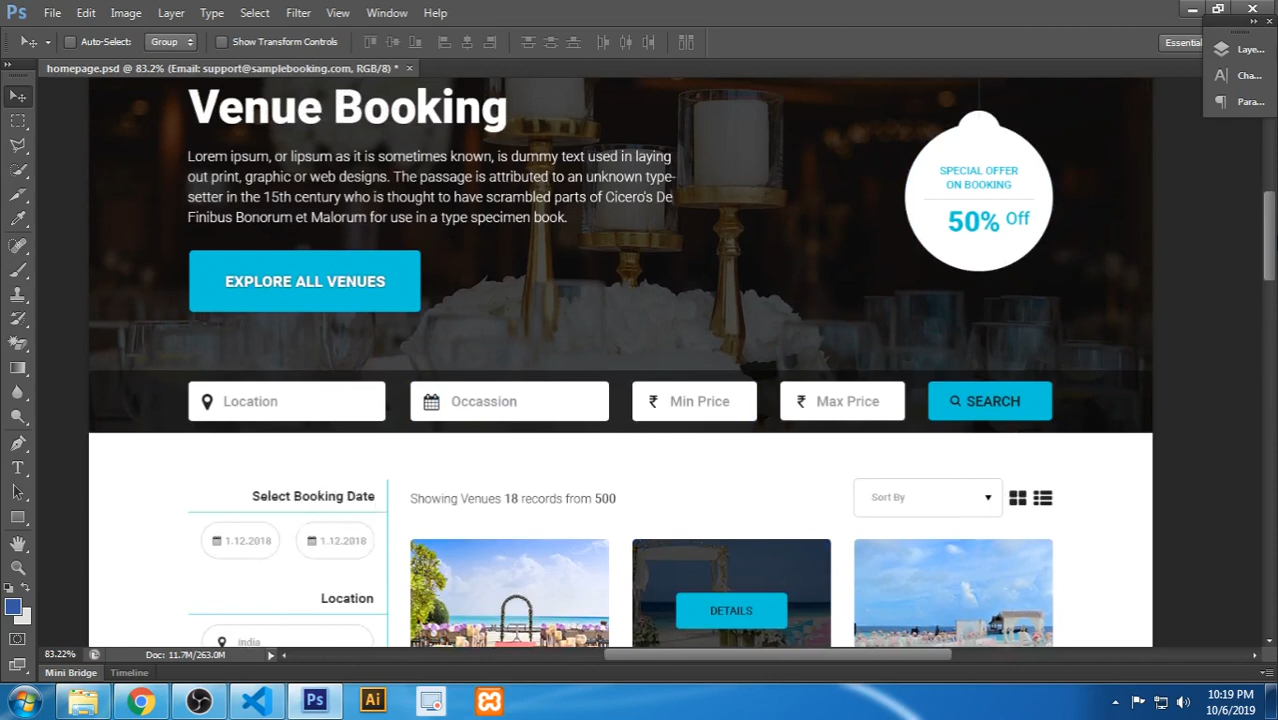 Ps File Edit Image Layer Type Select Filter View Window Help
Auto-Select: Group Show Transform Controls Essential
homepage.psd @ 83.2% (Email: support@samplebooking.com, RGB/8) * ×
Laye...
Cha...
Para...
Venue Booking
Lorem ipsum, or lipsum as it is sometimes known, is dummy text used in laying
out print, graphic or web designs. The passage is attributed to an unknown type-
setter in the 15th century who is thought to have scrambled parts of Cicero's De
Finibus Bonorum et Malorum for use in a type specimen book.
SPECIAL OFFER
ON BOOKING
50% Off
EXPLORE ALL VENUES
Location Occassion ₹ Min Price ₹ Max Price SEARCH
Select Booking Date
Showing Venues 18 records from 500
Sort By
1.12.2018 1.12.2018
Location
india
DETAILS
83.22% Doc: 11.7M/263.0M
Mini Bridge Timeline
Ps Ai
10:19 PM
10/6/2019